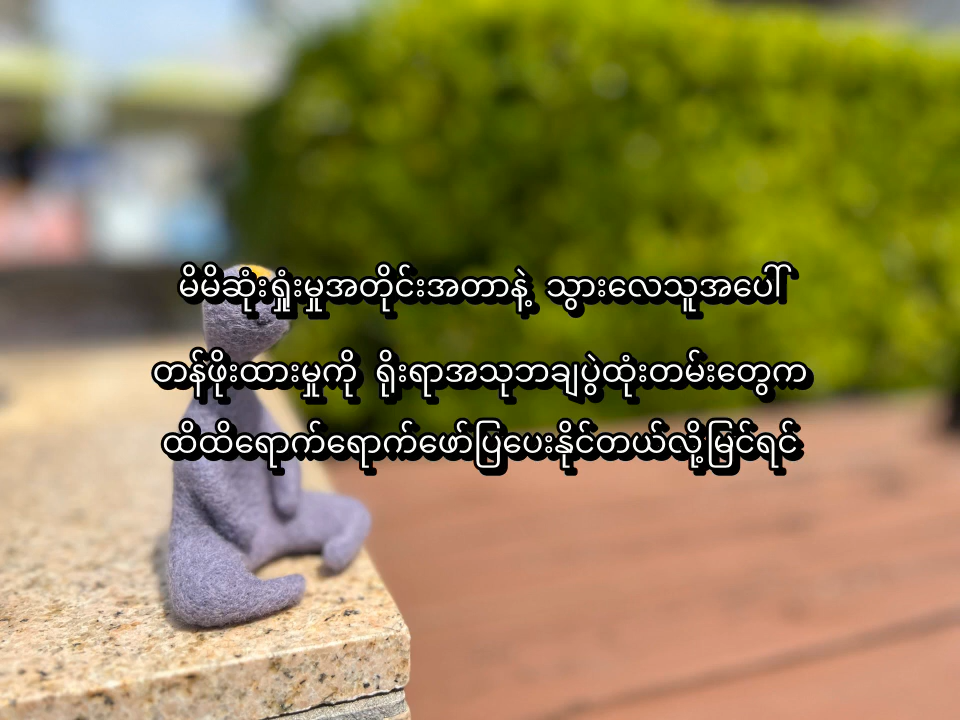 မိမိဆုံးရှုံးမှုအတိုင်းအတာနဲ့ သွားလေသူအပေါ်
တန်ဖိုးထားမှုကို ရိုးရာအသုဘချပွဲထုံးတမ်းတွေက
ထိထိရောက်ရောက်ဖော်ပြပေးနိုင်တယ်လို့မြင်ရင်